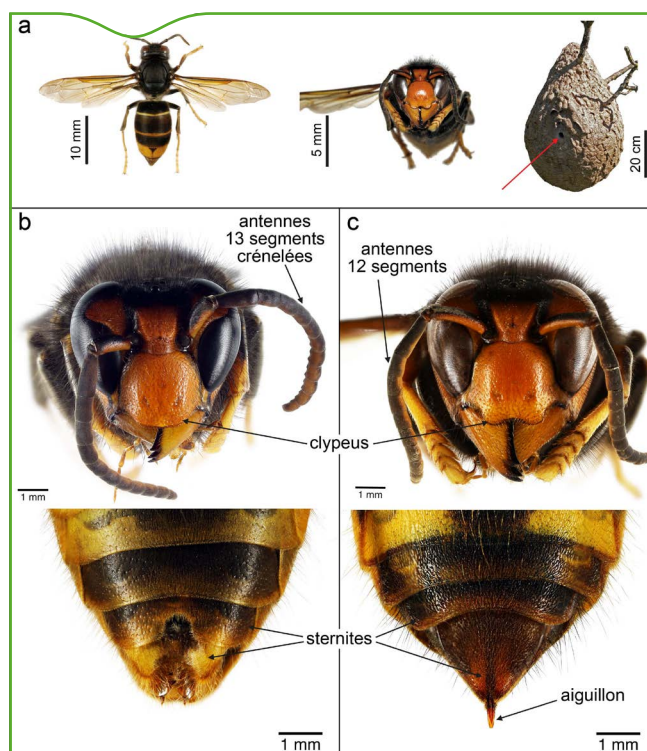 a
10 mm
5 mm
20 cm
b
antennes
13 segments
crénelées
c
antennes
12 segments
clypeus
1 mm
1 mm
sternites
aiguillon
1 mm
1 mm